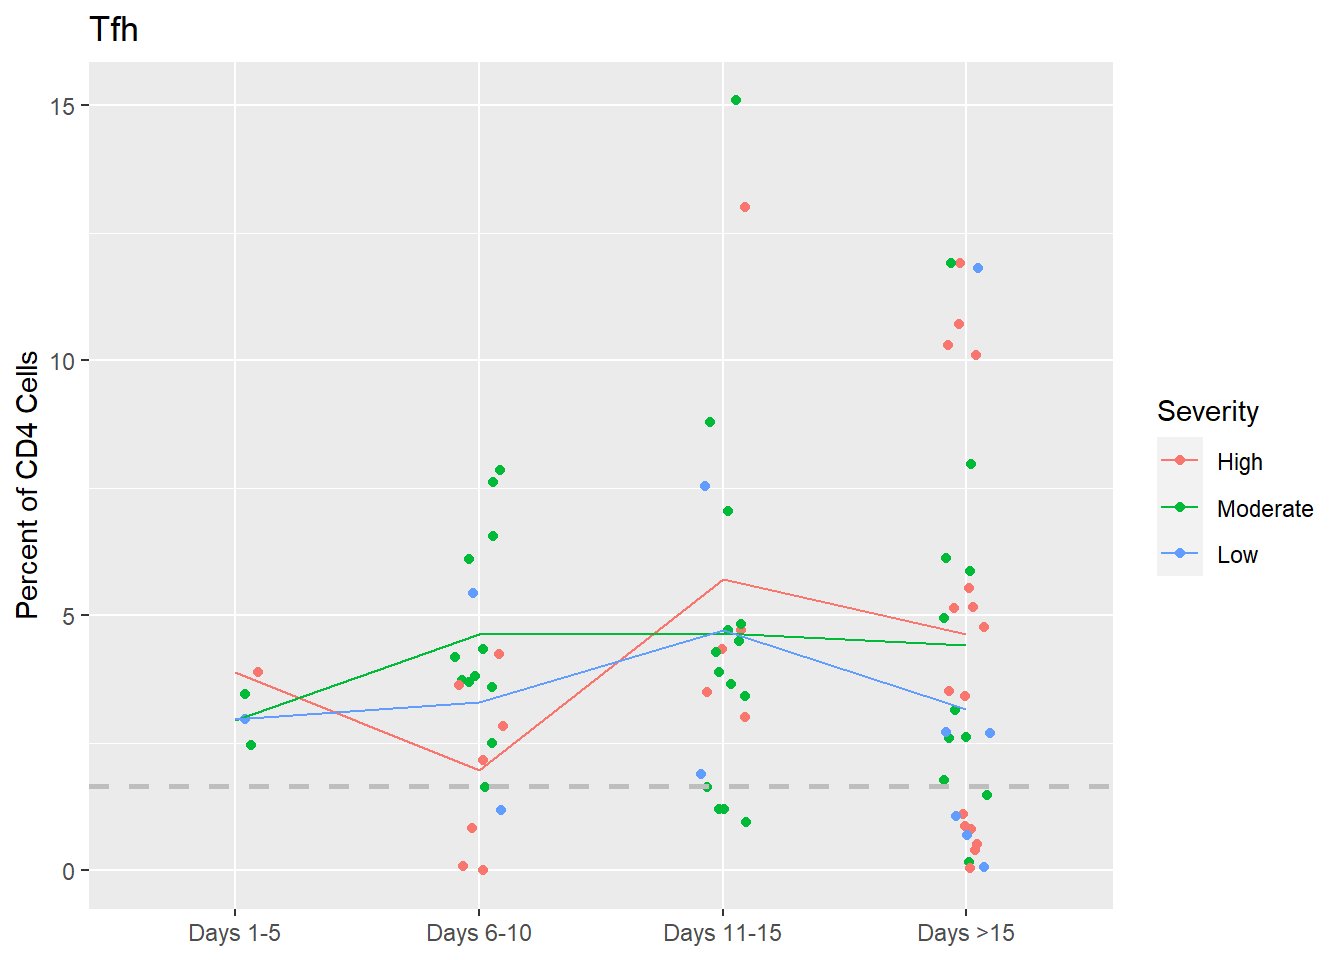 Tfh
Percent of CD4 Cells
15
10
5
0
Days 1-5
Days 6-10
Days 11-15
Days >15
Severity
High
Moderate
Low